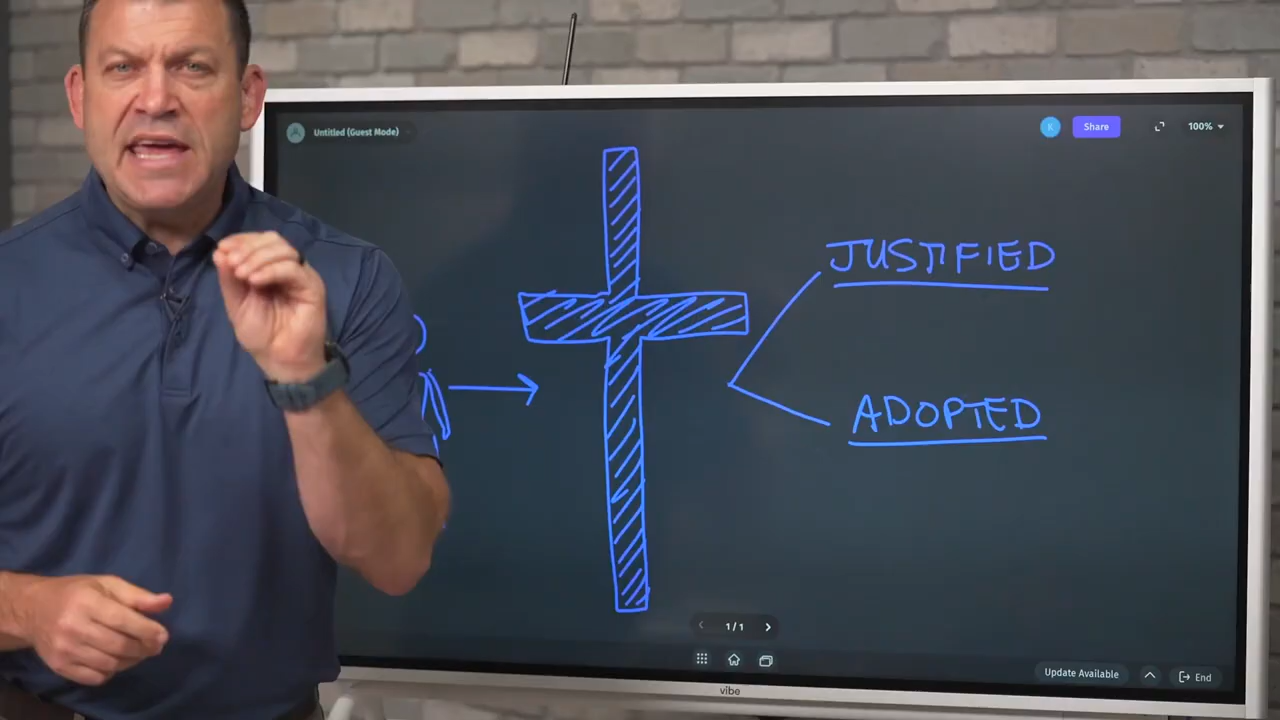 Untitled (Guest Mode)
K
Share
100%
JUSTIFIED
ADOPTED
1/1
Update Available
End
vibe